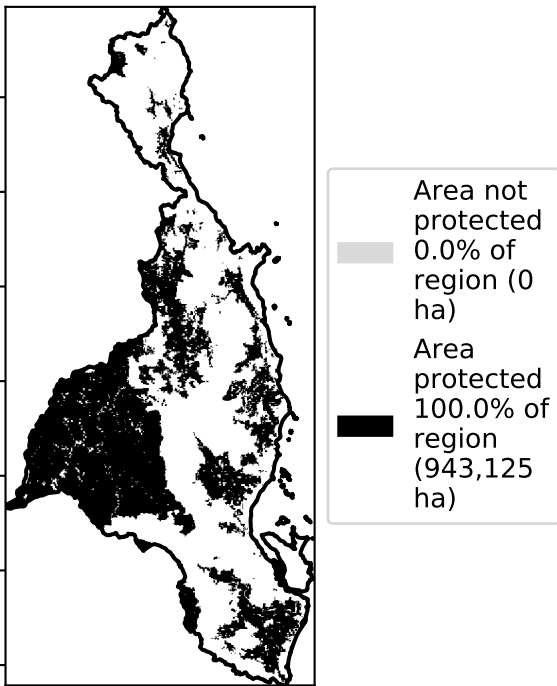 Area not
protected
0.0% of
region (0
ha)
Area
protected
100.0% of
region
(943,125
ha)